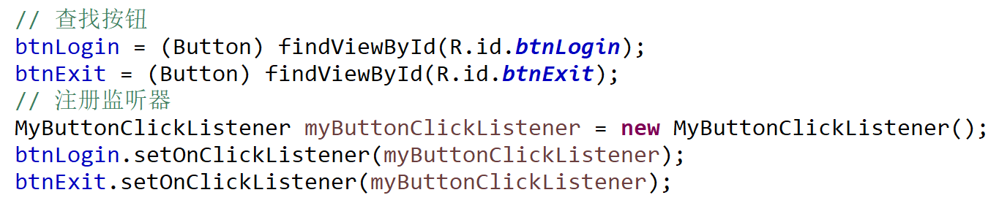 // 查找按钮
btnLogin = (Button) findViewById(R.id.btnLogin);
btnExit = (Button) findViewById(R.id.btnExit);
// 注册监听器
MyButtonClickListener myButtonClickListener = new MyButtonClickListener();
btnLogin.setOnClickListener(myButtonClickListener);
btnExit.setOnClickListener(myButtonClickListener);